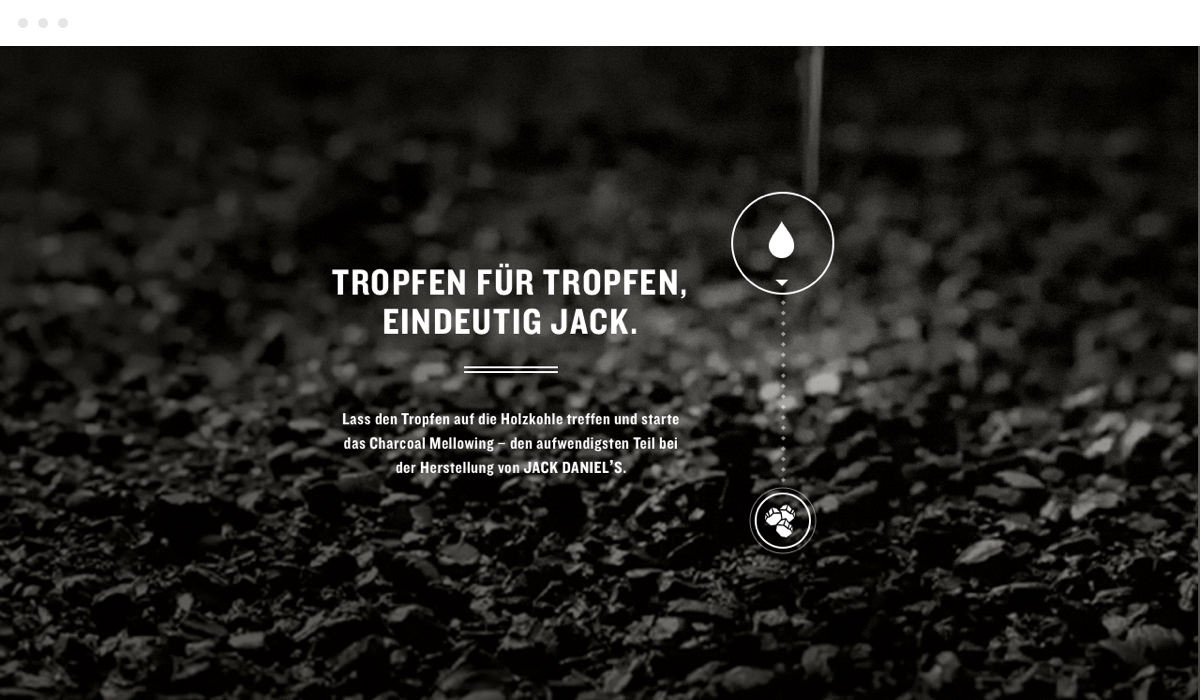 TROPFEN FÜR TROPFEN,
EINDEUTIG JACK.
Lass den Tropfen auf die Holzkohle treffen und starte
das Charcoal Mellowing – den aufwendigsten Teil bei
der Herstellung von JACK DANIEL'S.